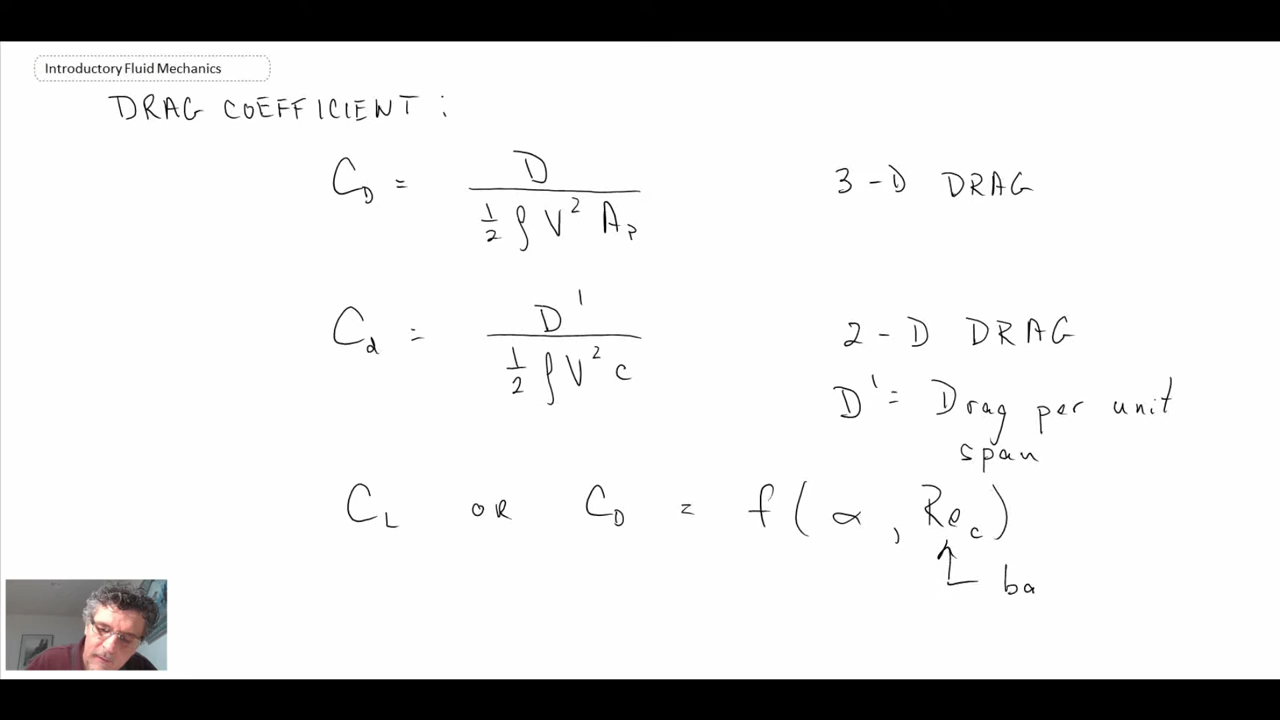 Introductory Fluid Mechanics
DRAG COEFFICIENT :
C_D = D / (1/2 ρ V² A_P)
3-D DRAG
C_d = D' / (1/2 ρ V² c)
2-D DRAG
D' = Drag per unit
span
C_L OR C_D = f(α, Re_c)
ba